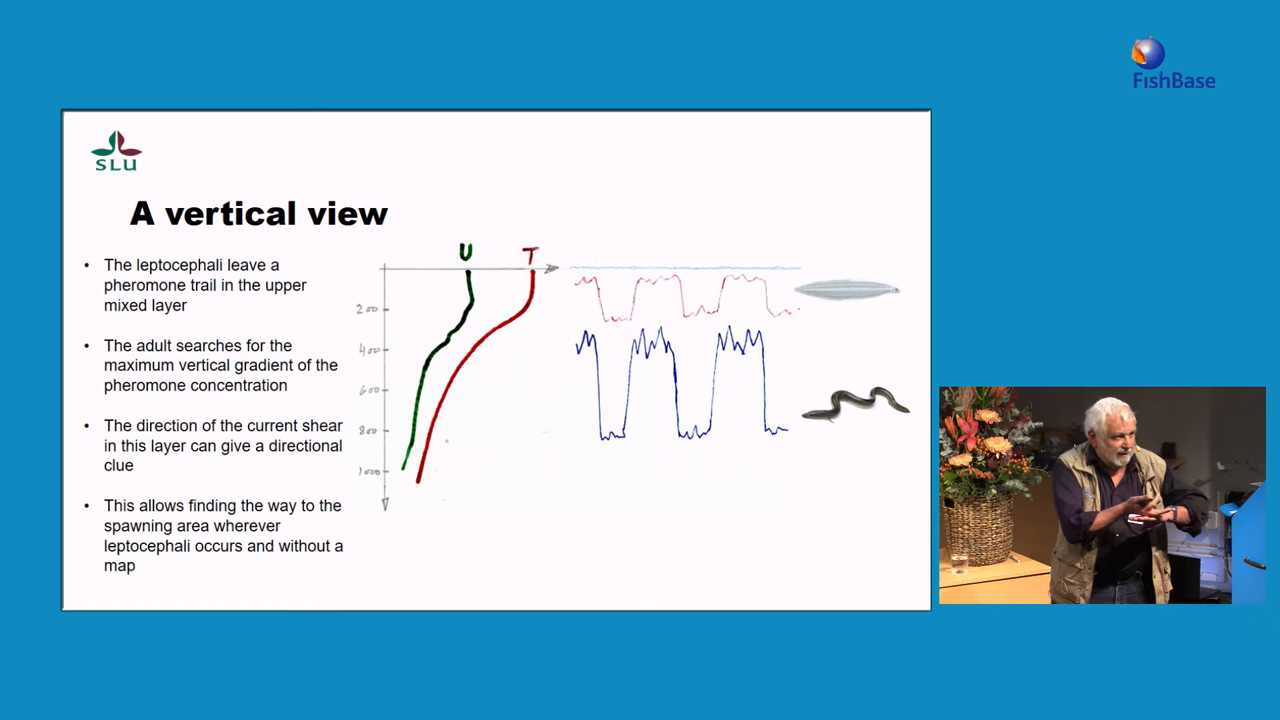 FishBase
SLU
A vertical view
• The leptocephali leave a
pheromone trail in the upper
mixed layer
• The adult searches for the
maximum vertical gradient of the
pheromone concentration
• The direction of the current shear
in this layer can give a directional
clue
• This allows finding the way to the
spawning area wherever
leptocephali occurs and without a
map
U T
200
400
600
800
1000